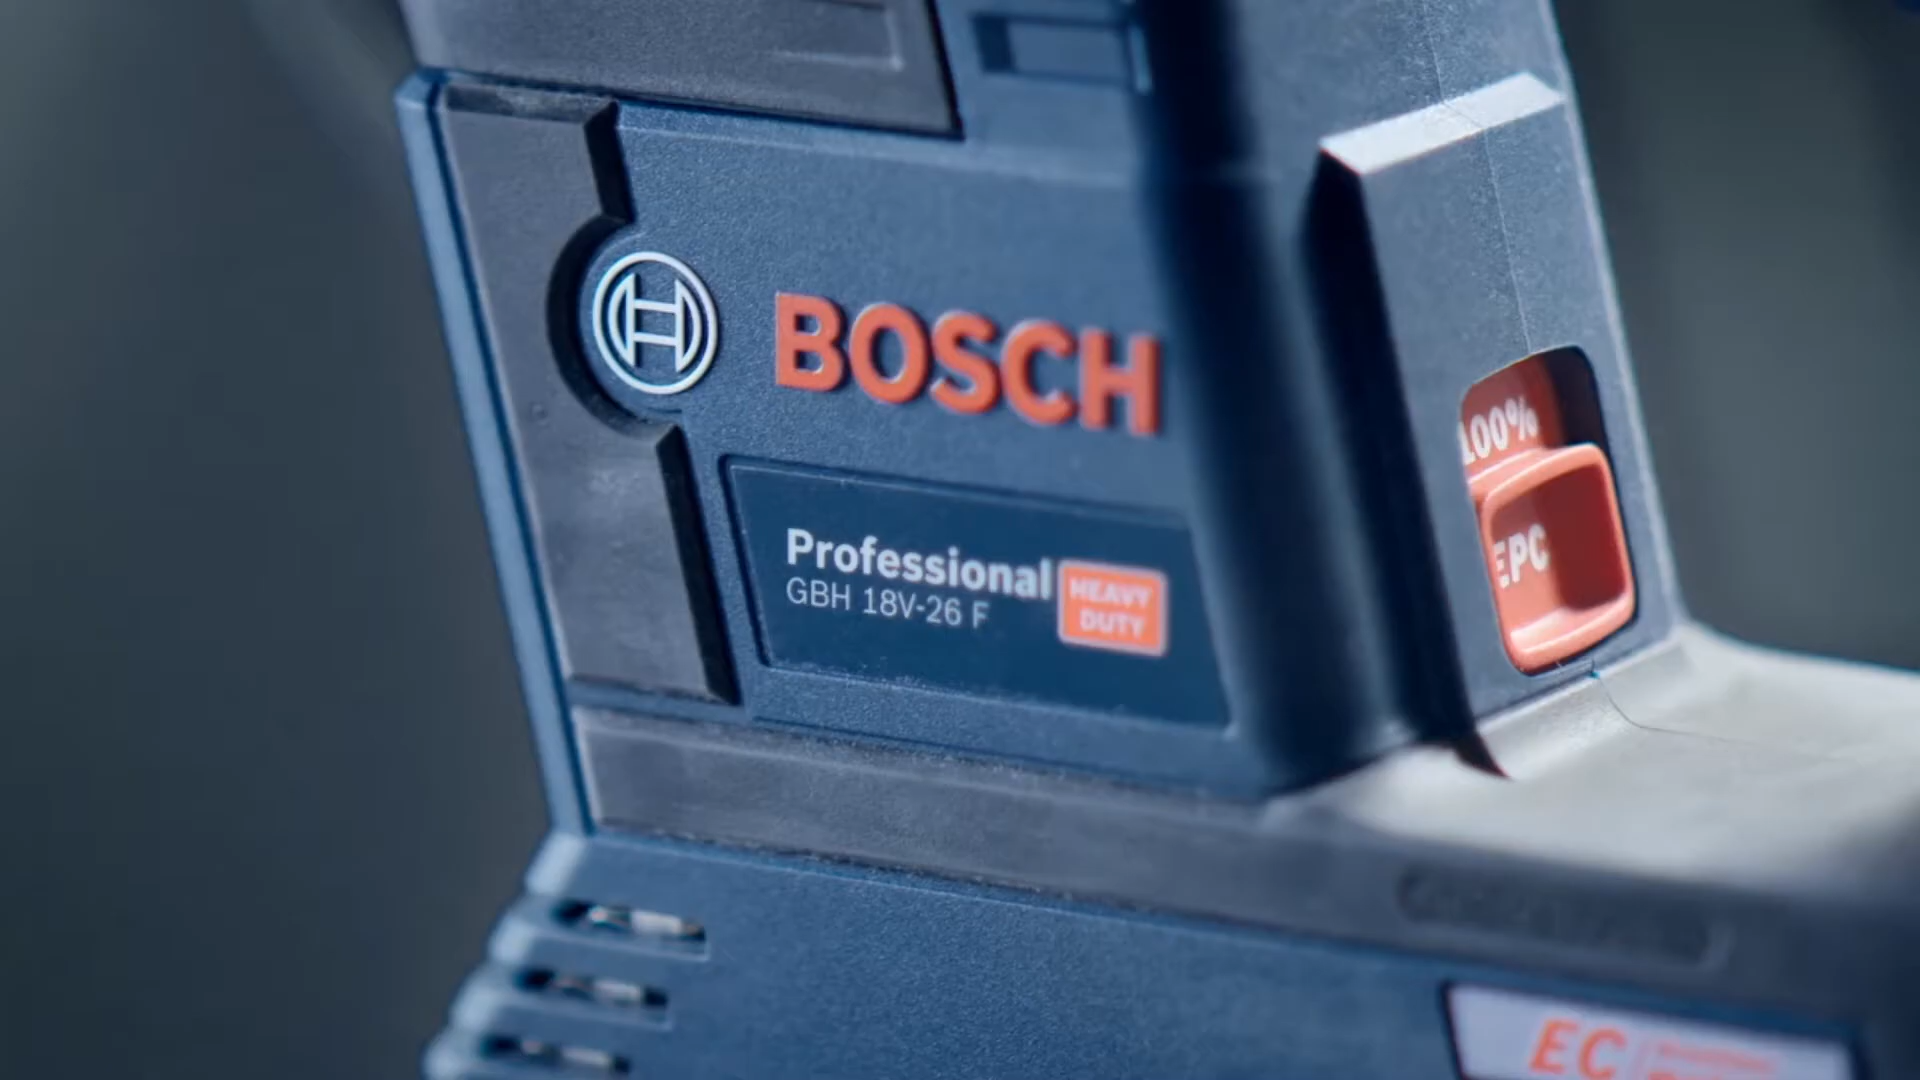 BOSCH
Professional
GBH 18V-26 F
HEAVY
DUTY
100%
EPC
EC